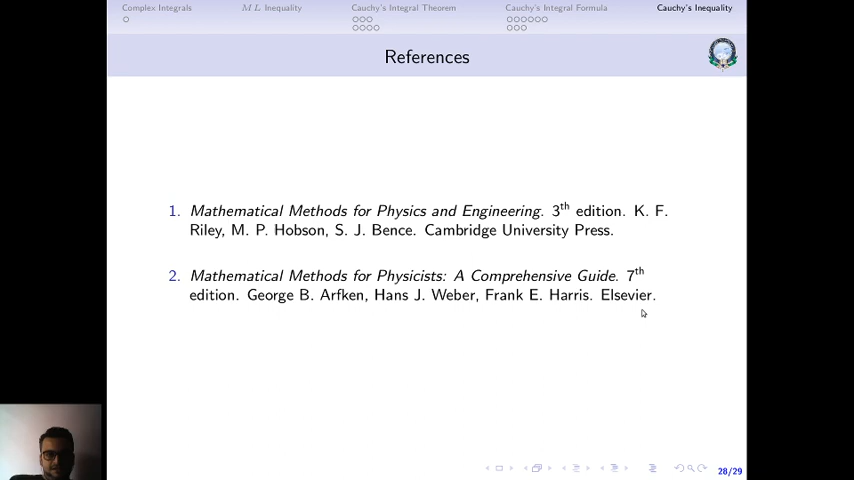 Complex Integrals
M L Inequality
Cauchy's Integral Theorem
Cauchy's Integral Formula
Cauchy's Inequality
References
1. Mathematical Methods for Physics and Engineering. 3th edition. K. F.
Riley, M. P. Hobson, S. J. Bence. Cambridge University Press.
2. Mathematical Methods for Physicists: A Comprehensive Guide. 7th
edition. George B. Arfken, Hans J. Weber, Frank E. Harris. Elsevier.
28/29